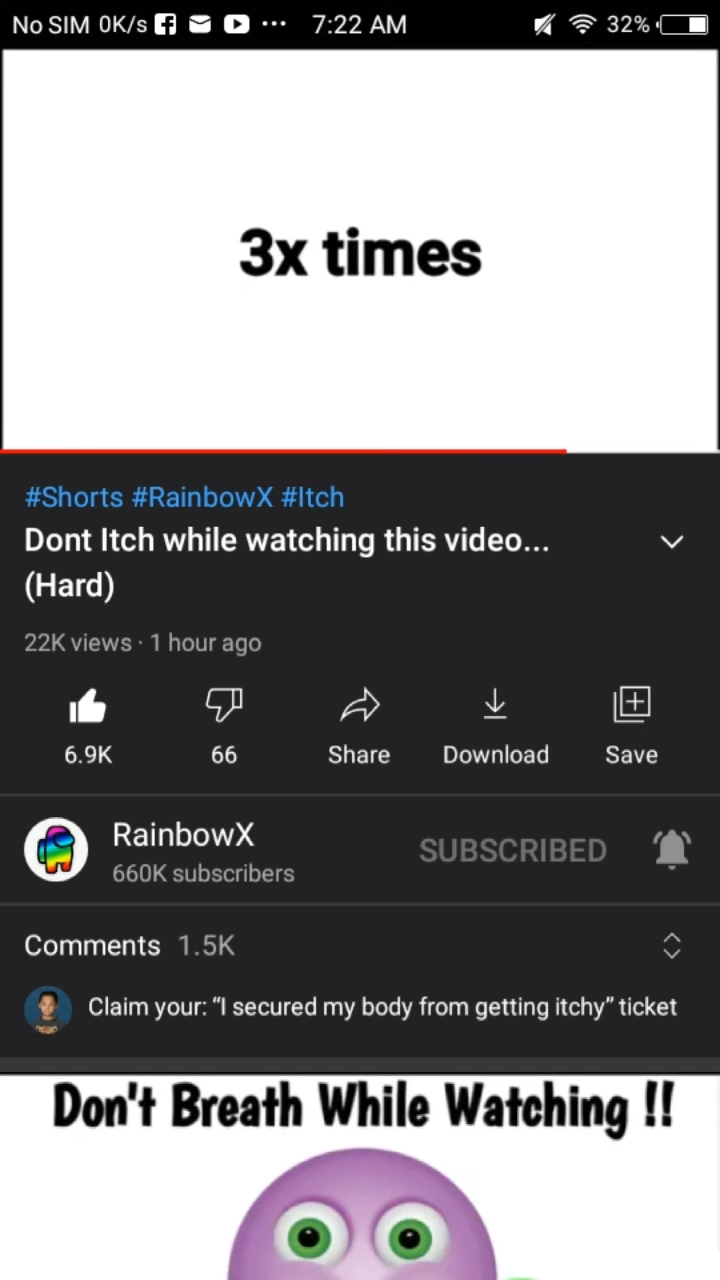 No SIM 0K/s ... 7:22 AM 32%
3x times
#Shorts #RainbowX #Itch
Dont Itch while watching this video...
(Hard)
22K views · 1 hour ago
6.9K 66 Share Download Save
RainbowX
660K subscribers
SUBSCRIBED
Comments 1.5K
Claim your: “I secured my body from getting itchy” ticket
Don't Breath While Watching !!